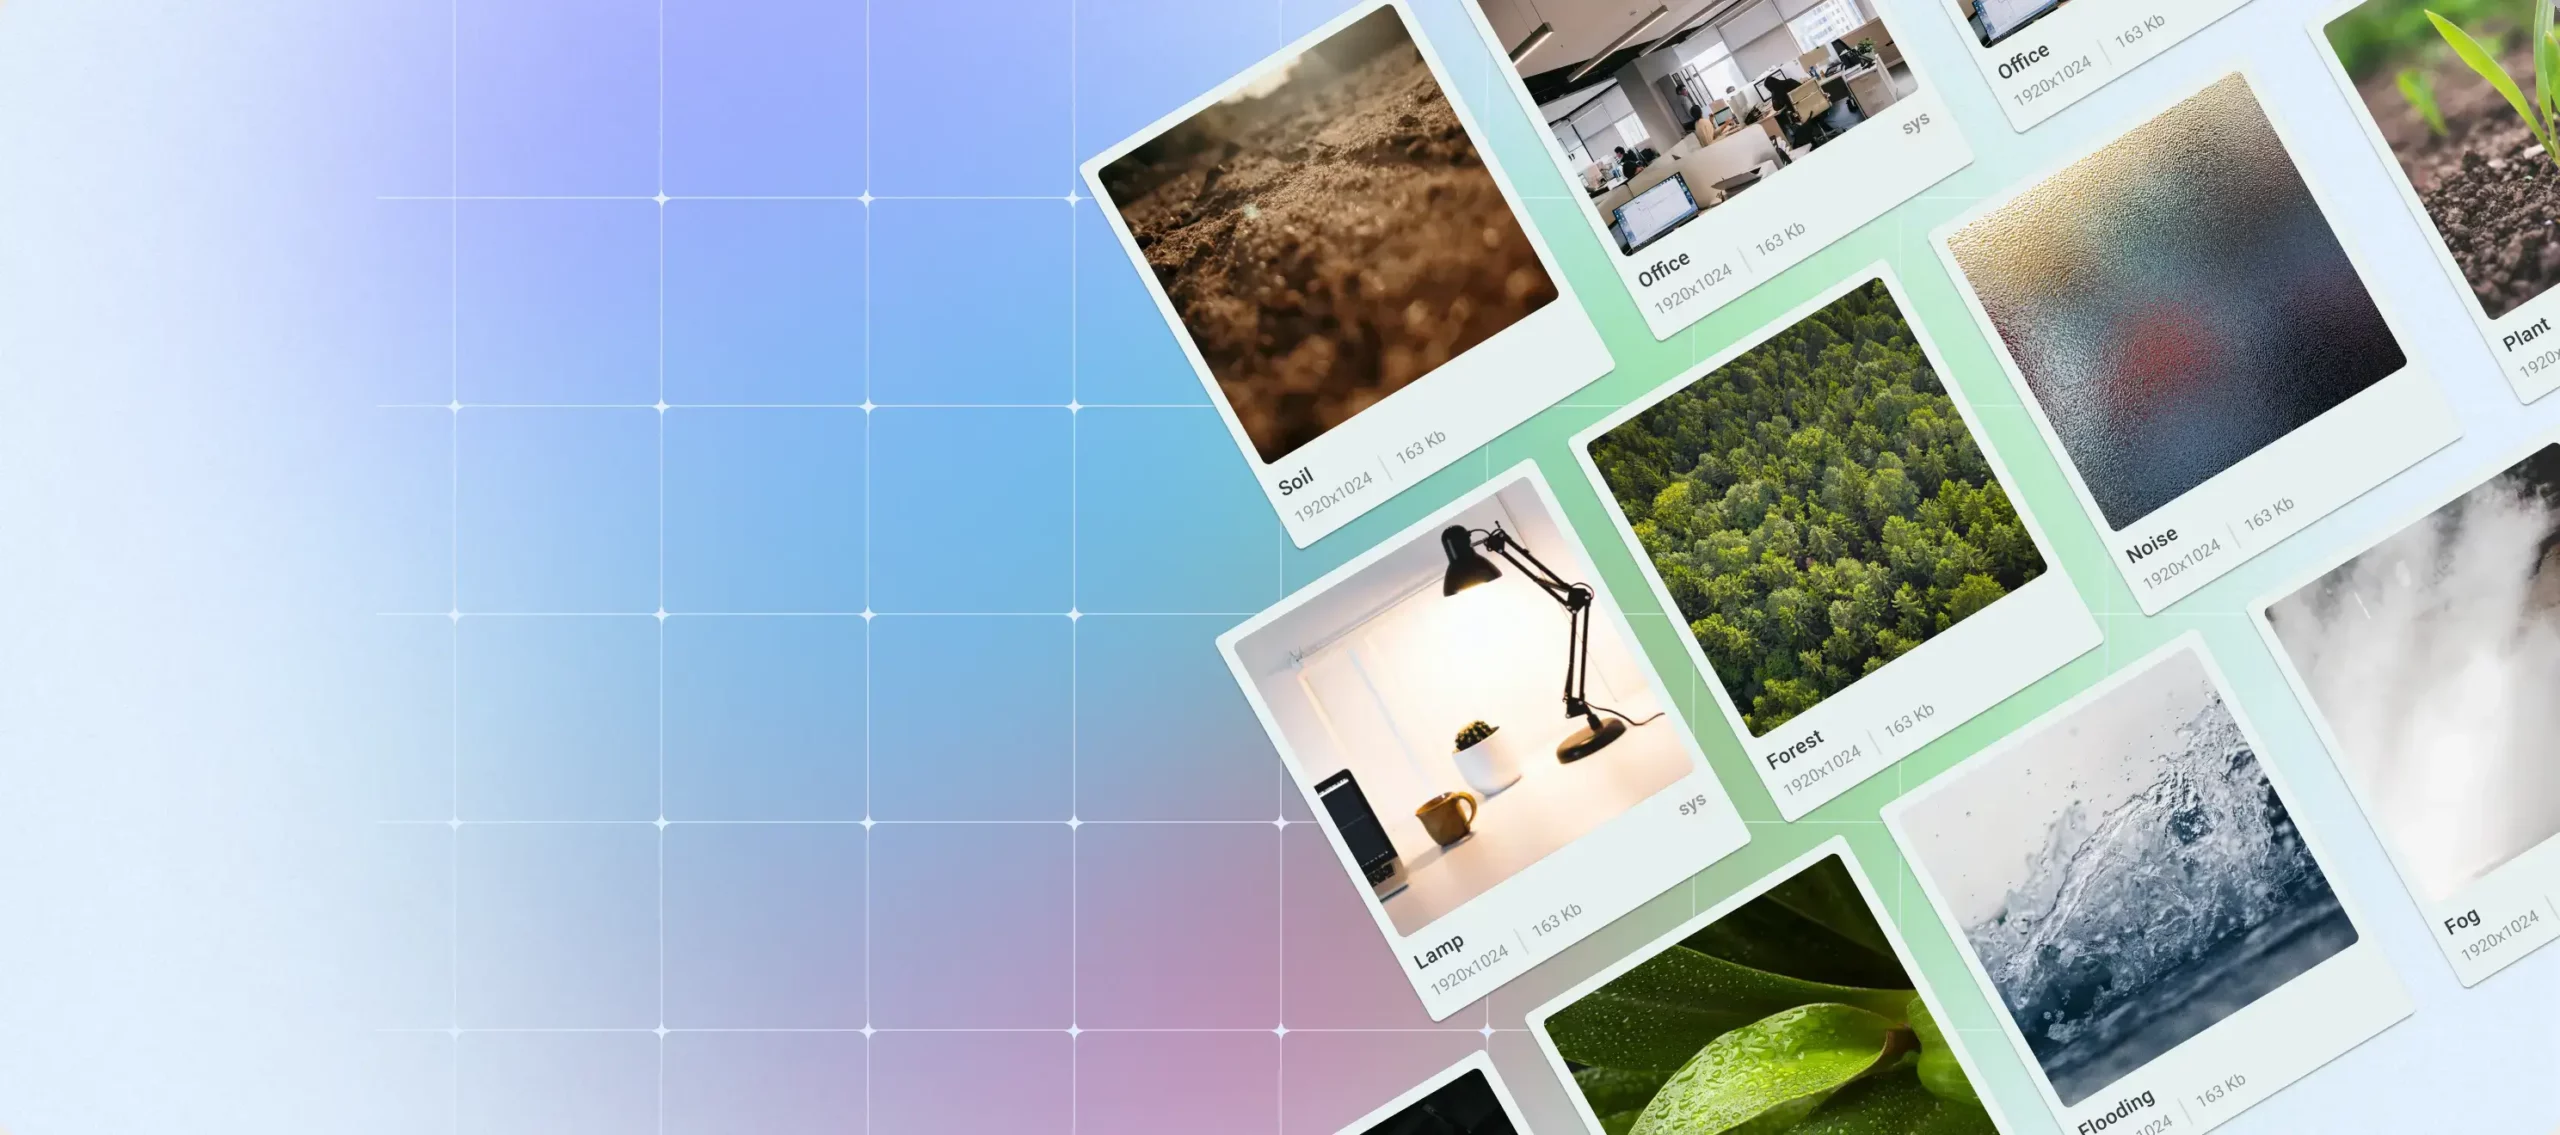 Soil
1920x1024 | 163 Kb
sys
Office
1920x1024 | 163 Kb
Office
1920x1024 | 163 Kb
Lamp
1920x1024 | 163 Kb
sys
Forest
1920x1024 | 163 Kb
Noise
1920x1024 | 163 Kb
Plant
1920x
Flooding
1024 | 163 Kb
Fog
1920x1024